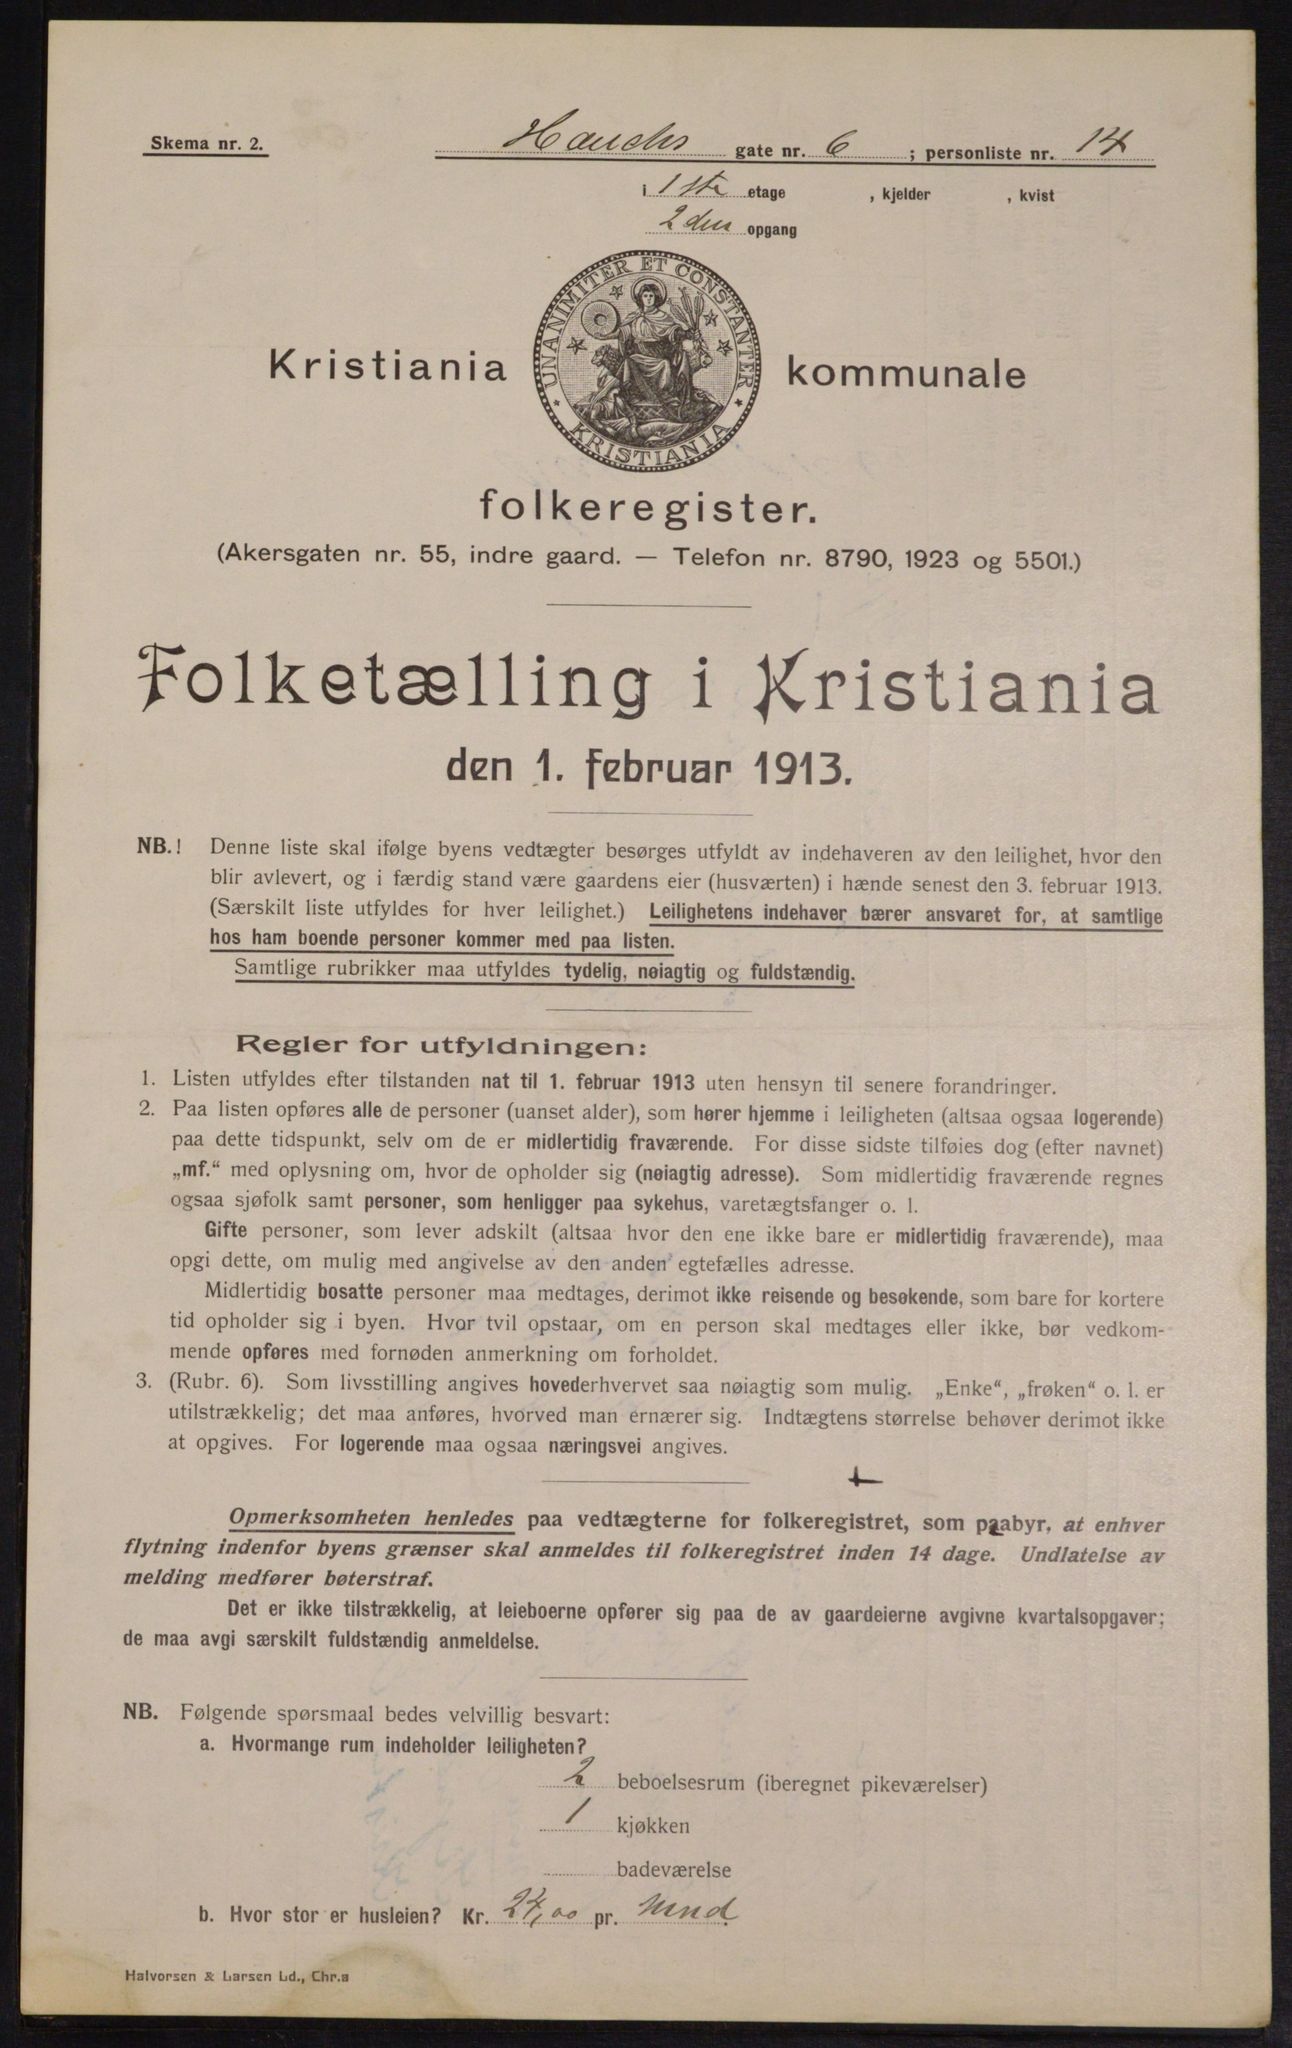 Skema nr. 2.
Hauchs gate nr. 6 ; personliste nr. 14
i 1ste etage , kjelder , kvist
2den opgang
UNANIMITER ET CONSTANTER
KRISTIANIA
Kristiania kommunale
folkeregister.
(Akersgaten nr. 55, indre gaard. — Telefon nr. 8790, 1923 og 5501.)
Folketælling i Kristiania
den 1. februar 1913.
NB.! Denne liste skal ifølge byens vedtægter besørges utfyldt av indehaveren av den leilighet, hvor den
blir avlevert, og i færdig stand være gaardens eier (husværten) i hænde senest den 3. februar 1913.
(Særskilt liste utfyldes for hver leilighet.) Leilighetens indehaver bærer ansvaret for, at samtlige
hos ham boende personer kommer med paa listen.
Samtlige rubrikker maa utfyldes tydelig, nøiagtig og fuldstændig.
Regler for utfyldningen:
1. Listen utfyldes efter tilstanden nat til 1. februar 1913 uten hensyn til senere forandringer.
2. Paa listen opføres alle de personer (uanset alder), som hører hjemme i leiligheten (altsaa ogsaa logerende)
paa dette tidspunkt, selv om de er midlertidig fraværende. For disse sidste tilføies dog (efter navnet)
„mf.“ med oplysning om, hvor de opholder sig (nøiagtig adresse). Som midlertidig fraværende regnes
ogsaa sjøfolk samt personer, som henligger paa sykehus, varetægtsfanger o. l.
Gifte personer, som lever adskilt (altsaa hvor den ene ikke bare er midlertidig fraværende), maa
opgi dette, om mulig med angivelse av den anden egtefælles adresse.
Midlertidig bosatte personer maa medtages, derimot ikke reisende og besøkende, som bare for kortere
tid opholder sig i byen. Hvor tvil opstaar, om en person skal medtages eller ikke, bør vedkom-
mende opføres med fornøden anmerkning om forholdet.
3. (Rubr. 6). Som livsstilling angives hovederhvervet saa nøiagtig som mulig. „Enke“, „frøken“ o. l. er
utilstrækkelig; det maa anføres, hvorved man ernærer sig. Indtægtens størrelse behøver derimot ikke
at opgives. For logerende maa ogsaa næringsvei angives.
Opmerksomheten henledes paa vedtægterne for folkeregistret, som paabyr, at enhver
flytning indenfor byens grænser skal anmeldes til folkeregistret inden 14 dage. Undlatelse av
melding medfører bøterstraf.
Det er ikke tilstrækkelig, at leieboerne opfører sig paa de av gaardeierne avgivne kvartalsopgaver;
de maa avgi særskilt fuldstændig anmeldelse.
NB. Følgende spørsmaal bedes velvillig besvart:
a. Hvormange rum indeholder leiligheten?
2 beboelsesrum (iberegnet pikeværelser)
1 kjøkken
badeværelse
b. Hvor stor er husleien? Kr. 24,00 pr. Mnd.
Halvorsen & Larsen Ld., Chr.a